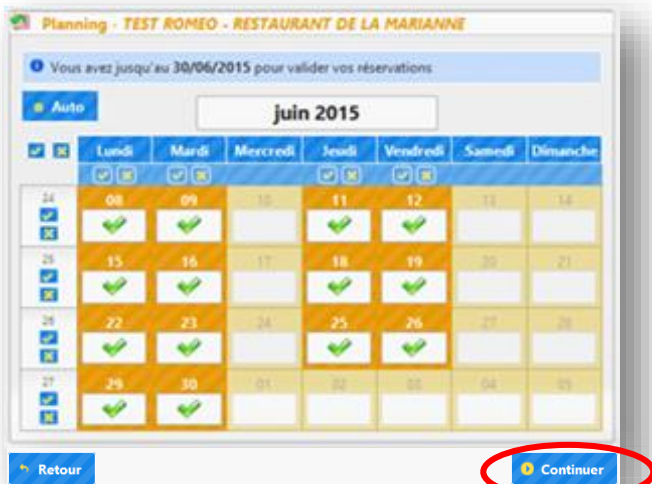 Planning - TEST ROMEO - RESTAURANT DE LA MARIANNE
Vous avez jusqu'au 30/06/2015 pour valider vos réservations
Auto
juin 2015
Lundi Mardi Mercredi Jeudi Vendredi Samedi Dimanche
24 08 09 10 11 12 13 14
25 15 16 17 18 19 20 21
26 22 23 24 25 26 27 28
27 29 30 01 02 03 04 05
Retour
Continuer